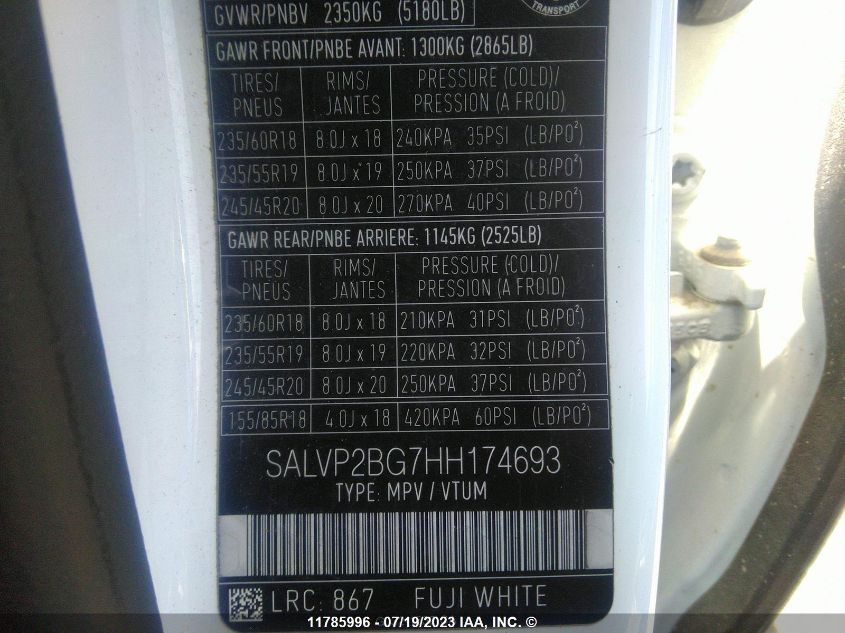 TRANSPORT
GVWR/PNBV 2350KG (5180LB)
GAWR FRONT/PNBE AVANT: 1300KG (2865LB)
TIRES/ PNEUS RIMS/ JANTES PRESSURE (COLD)/ PRESSION (A FROID)
235/60R18 8.0J x 18 240KPA 35PSI (LB/PO²)
235/55R19 8.0J x 19 250KPA 37PSI (LB/PO²)
245/45R20 8.0J x 20 270KPA 40PSI (LB/PO²)
GAWR REAR/PNBE ARRIERE: 1145KG (2525LB)
TIRES/ PNEUS RIMS/ JANTES PRESSURE (COLD)/ PRESSION (A FROID)
235/60R18 8.0J x 18 210KPA 31PSI (LB/PO²)
235/55R19 8.0J x 19 220KPA 32PSI (LB/PO²)
245/45R20 8.0J x 20 250KPA 37PSI (LB/PO²)
155/85R18 4.0J x 18 420KPA 60PSI (LB/PO²)
SALVP2BG7HH174693
TYPE: MPV / VTUM
LRC: 867 FUJI WHITE
11785996 - 07/19/2023 IAA, Inc.